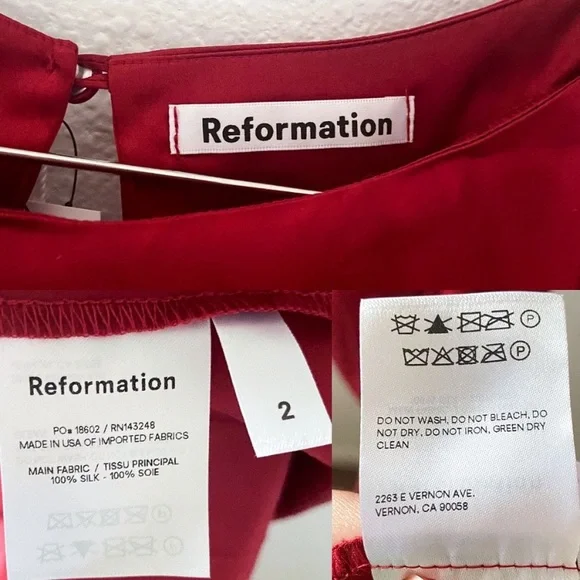 Reformation
Reformation
PO# 18602 / RN143248
MADE IN USA OF IMPORTED FABRICS
MAIN FABRIC / TISSU PRINCIPAL
100% SILK - 100% SOIE
2
P
P
DO NOT WASH, DO NOT BLEACH, DO
NOT DRY, DO NOT IRON, GREEN DRY
CLEAN
2263 E VERNON AVE.
VERNON, CA 90058